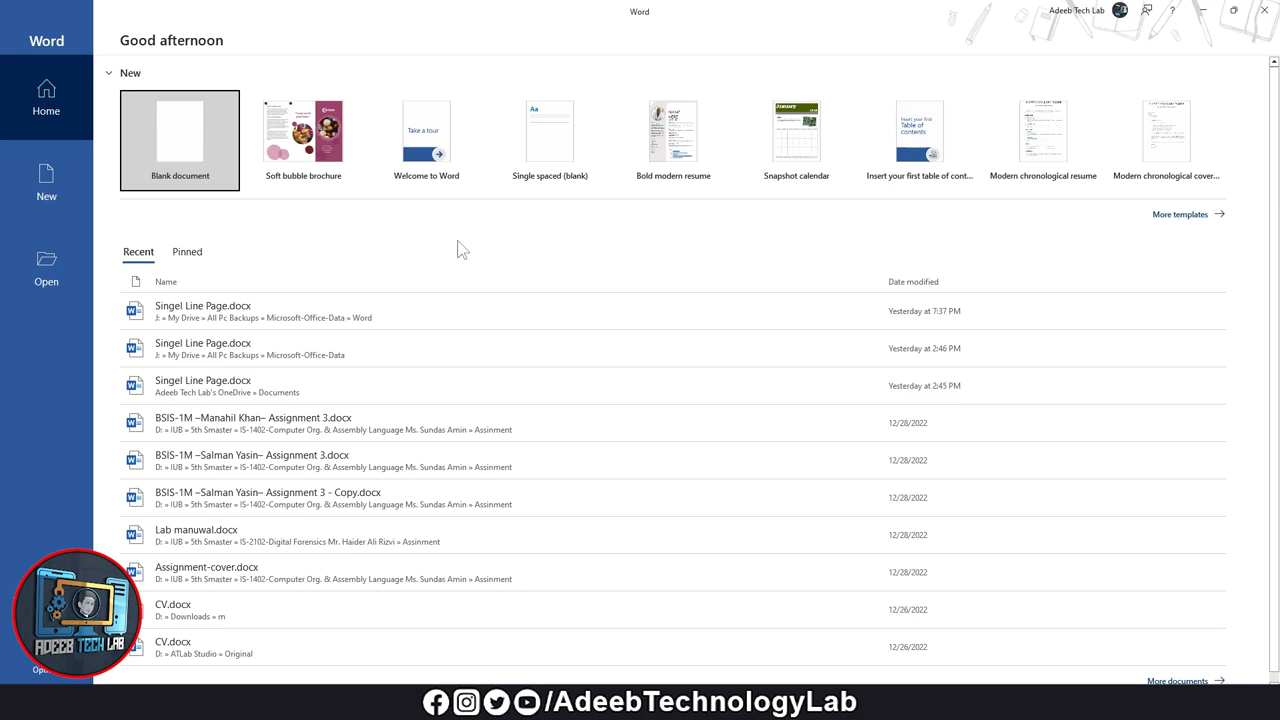 Word
Adeeb Tech Lab
?
Word
Good afternoon
New
Home
New
Open
Blank document
Soft bubble brochure
Take a tour
Welcome to Word
Aa
Single spaced (blank)
Bold modern resume
January
Snapshot calendar
Insert your first
Table of
contents
Insert your first table of cont...
Modern chronological resume
Modern chronological cover...
More templates
Recent
Pinned
Name
Date modified
Singel Line Page.docx
J: » My Drive » All Pc Backups » Microsoft-Office-Data » Word
Yesterday at 7:37 PM
Singel Line Page.docx
J: » My Drive » All Pc Backups » Microsoft-Office-Data
Yesterday at 2:46 PM
Singel Line Page.docx
Adeeb Tech Lab's OneDrive » Documents
Yesterday at 2:45 PM
BSIS-1M –Manahil Khan– Assignment 3.docx
D: » IUB » 5th Smaster » IS-1402-Computer Org. & Assembly Language Ms. Sundas Amin » Assinment
12/28/2022
BSIS-1M –Salman Yasin– Assignment 3.docx
D: » IUB » 5th Smaster » IS-1402-Computer Org. & Assembly Language Ms. Sundas Amin » Assinment
12/28/2022
BSIS-1M –Salman Yasin– Assignment 3 - Copy.docx
D: » IUB » 5th Smaster » IS-1402-Computer Org. & Assembly Language Ms. Sundas Amin » Assinment
12/28/2022
Lab manuwal.docx
D: » IUB » 5th Smaster » IS-2102-Digital Forensics Mr. Haider Ali Rizvi » Assinment
12/28/2022
Assignment-cover.docx
D: » IUB » 5th Smaster » IS-1402-Computer Org. & Assembly Language Ms. Sundas Amin » Assinment
12/28/2022
CV.docx
D: » Downloads » m
12/26/2022
CV.docx
D: » ATLab Studio » Original
12/26/2022
ADEEB TECH LAB
More documents
/AdeebTechnologyLab